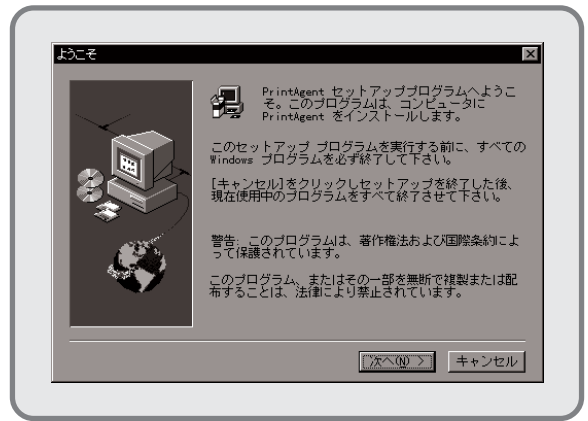 ようこそ
PrintAgent セットアッププログラムへようこ
そ。このプログラムは、コンピュータに
PrintAgent をインストールします。
このセットアップ プログラムを実行する前に、すべての
Windows プログラムを必ず終了して下さい。
[キャンセル]をクリックしセットアップを終了した後、
現在使用中のプログラムをすべて終了させて下さい。
警告: このプログラムは、著作権法および国際条約によ
って保護されています。
このプログラム、またはその一部を無断で複製または配
布することは、法律により禁止されています。
次へ(N) >
キャンセル